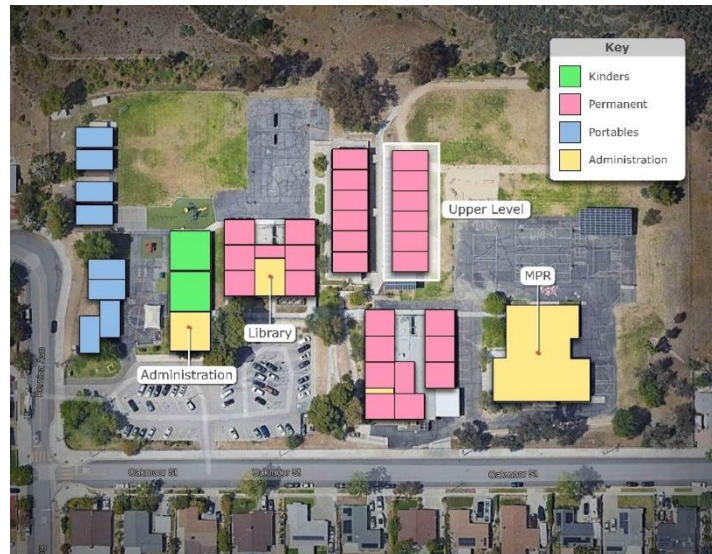 Key
Kinders
Permanent
Portables
Administration
Upper Level
MPR
Library
Administration
Oakmoor St
Oakmoor St
Oakmoor St